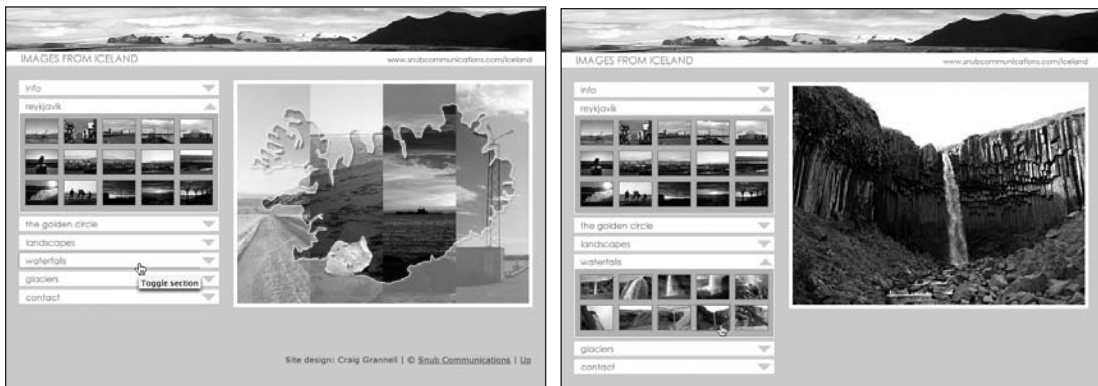 IMAGES FROM ICELAND
www.snubcommunications.com/iceland
info
reykjavik
the golden circle
landscapes
waterfalls
glaciers
Toggle section
contact
Site design: Craig Grannell | © Snub Communications | Up
IMAGES FROM ICELAND
www.snubcommunications.com/iceland
info
reykjavik
the golden circle
landscapes
waterfalls
glaciers
contact